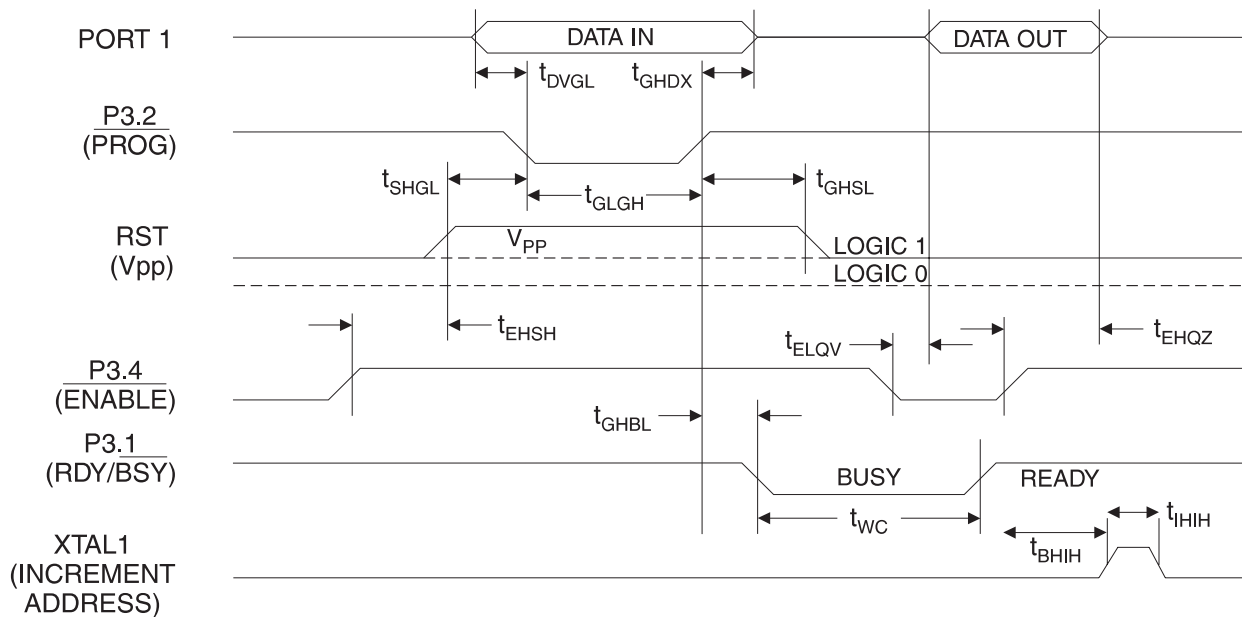 PORT 1
DATA IN
DATA OUT
tDVGL
tGHDX
P3.2
(PROG)
tSHGL
tGLGH
tGHSL
RST
(Vpp)
VPP
LOGIC 1
LOGIC 0
tEHSH
tELQV
tEHQZ
P3.4
(ENABLE)
tGHBL
P3.1
(RDY/BSY)
BUSY
READY
tWC
tIHIH
tBHIH
XTAL1
(INCREMENT
ADDRESS)